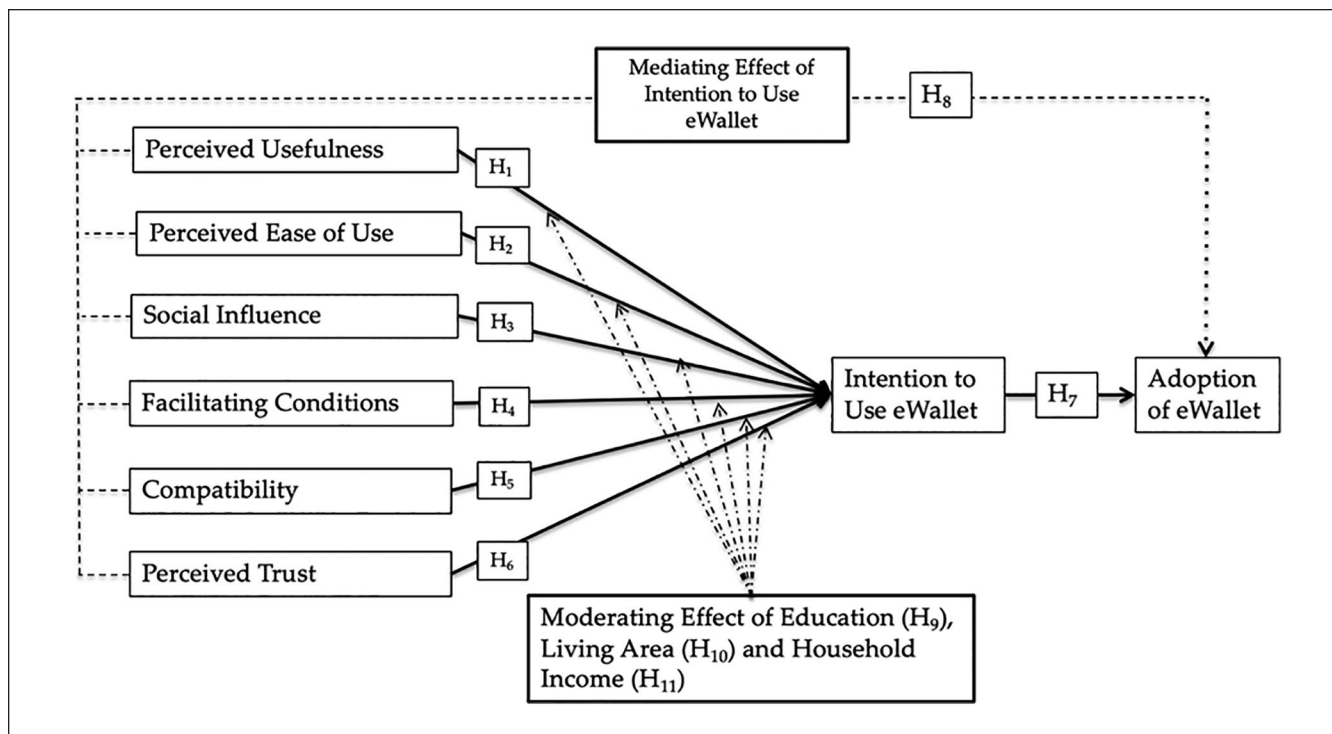 Mediating Effect of
Intention to Use
eWallet
H₈
Perceived Usefulness
H₁
Perceived Ease of Use
H₂
Social Influence
H₃
Facilitating Conditions
H₄
Compatibility
H₅
Perceived Trust
H₆
Intention to
Use eWallet
H₇
Adoption
of eWallet
Moderating Effect of Education (H₉),
Living Area (H₁₀) and Household
Income (H₁₁)